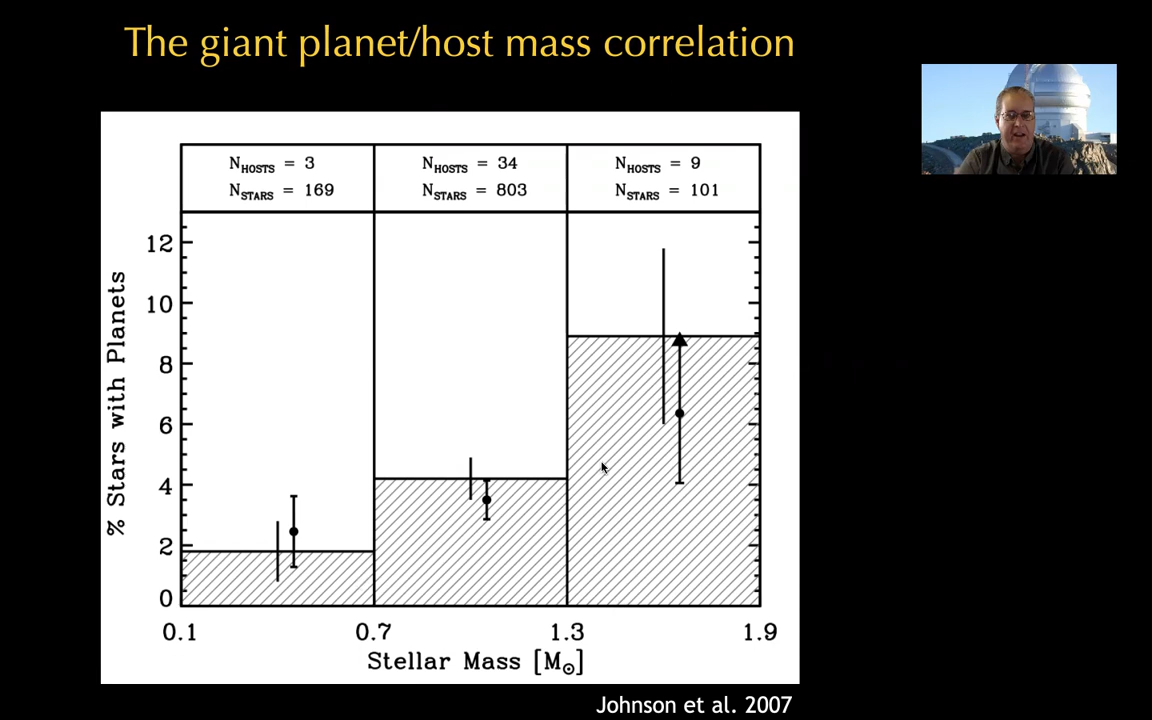 The giant planet/host mass correlation
N_HOSTS = 3
N_STARS = 169
N_HOSTS = 34
N_STARS = 803
N_HOSTS = 9
N_STARS = 101
% Stars with Planets
12
10
8
6
4
2
0
0.1 0.7 1.3 1.9
Stellar Mass [M☉]
Johnson et al. 2007